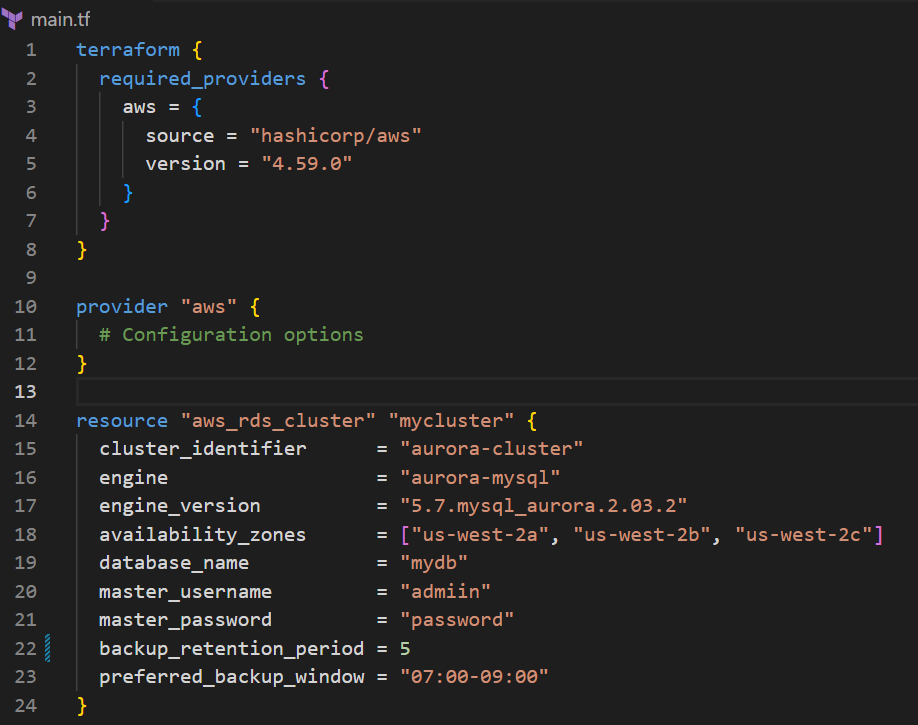 main.tf
1 terraform {
2   required_providers {
3     aws = {
4       source = "hashicorp/aws"
5       version = "4.59.0"
6     }
7   }
8 }
9
10 provider "aws" {
11   # Configuration options
12 }
13
14 resource "aws_rds_cluster" "mycluster" {
15   cluster_identifier      = "aurora-cluster"
16   engine                  = "aurora-mysql"
17   engine_version          = "5.7.mysql_aurora.2.03.2"
18   availability_zones      = ["us-west-2a", "us-west-2b", "us-west-2c"]
19   database_name           = "mydb"
20   master_username         = "admiin"
21   master_password         = "password"
22   backup_retention_period = 5
23   preferred_backup_window = "07:00-09:00"
24 }